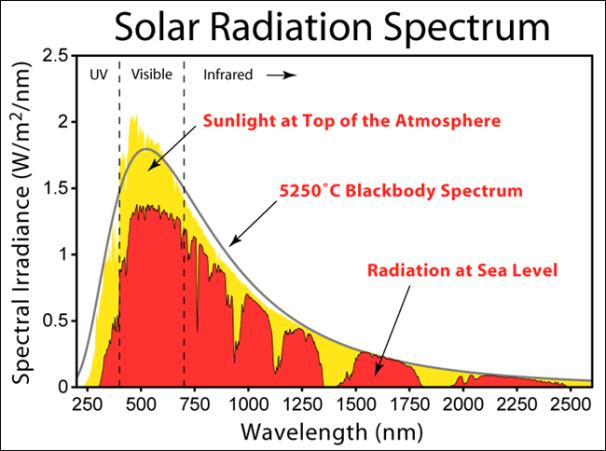 Solar Radiation Spectrum
Spectral Irradiance (W/m²/nm)
2.5
2
1.5
1
0.5
0
UV
Visible
Infrared
Sunlight at Top of the Atmosphere
5250˚C Blackbody Spectrum
Radiation at Sea Level
250 500 750 1000 1250 1500 1750 2000 2250 2500
Wavelength (nm)